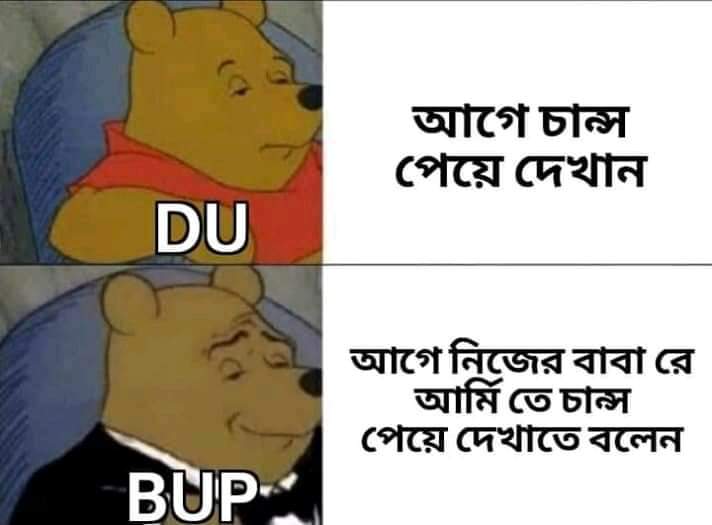 আগে চান্স
পেয়ে দেখান
DU
আগে নিজের বাবা রে
আর্মি তে চান্স
পেয়ে দেখাতে বলেন
BUP